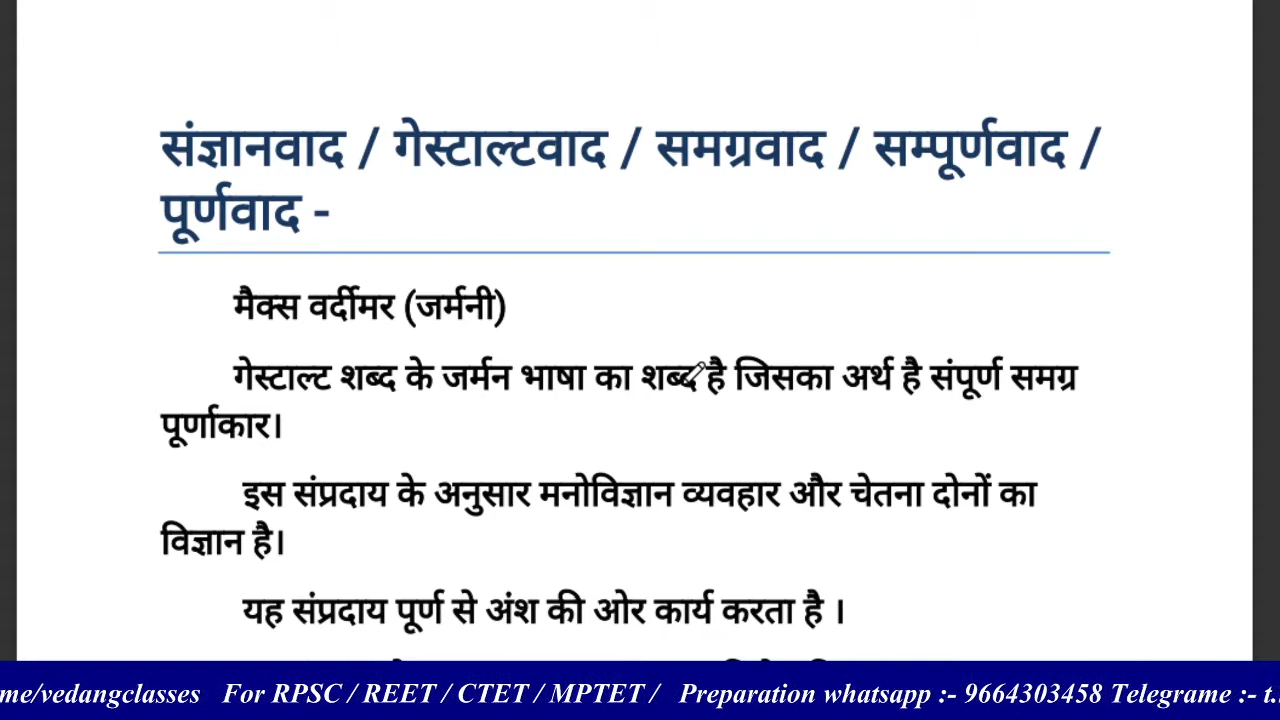 संज्ञानवाद / गेस्टाल्टवाद / समग्रवाद / सम्पूर्णवाद /
पूर्णवाद -
मैक्स वर्दीमर (जर्मनी)
गेस्टाल्ट शब्द के जर्मन भाषा का शब्द है जिसका अर्थ है संपूर्ण समग्र
पूर्णाकार।
इस संप्रदाय के अनुसार मनोविज्ञान व्यवहार और चेतना दोनों का
विज्ञान है।
यह संप्रदाय पूर्ण से अंश की ओर कार्य करता है ।
me/vedangclasses For RPSC / REET / CTET / MPTET / Preparation whatsapp :- 9664303458 Telegrame :- t.